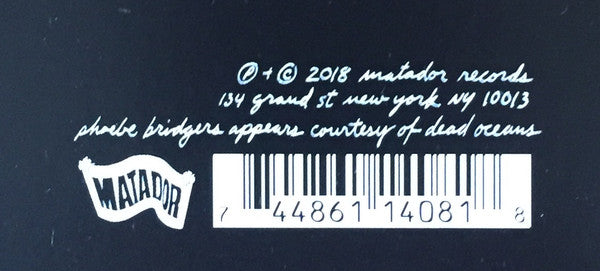 ℗ + © 2018 matador records
134 grand st new york NY 10013
phoebe bridgers appears courtesy of dead oceans
MATADOR
7 44861 14081 8